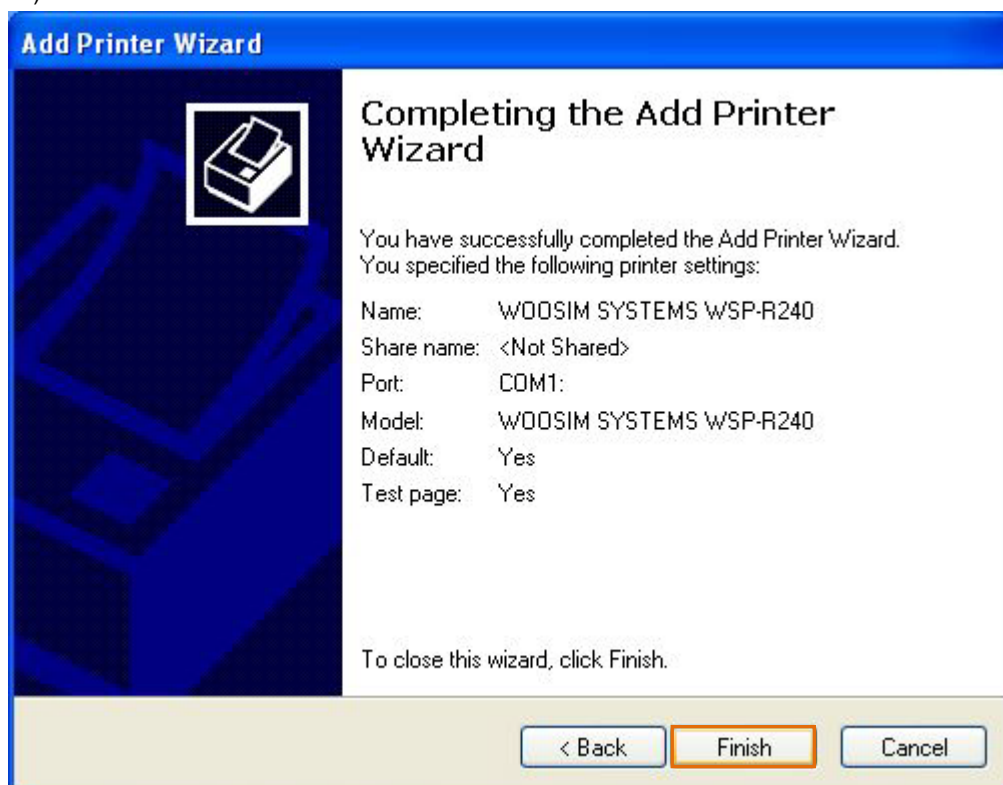 Add Printer Wizard
Completing the Add Printer
Wizard
You have successfully completed the Add Printer Wizard.
You specified the following printer settings:
Name: WOOSIM SYSTEMS WSP-R240
Share name: <Not Shared>
Port: COM1:
Model: WOOSIM SYSTEMS WSP-R240
Default: Yes
Test page: Yes
To close this wizard, click Finish.
< Back Finish Cancel